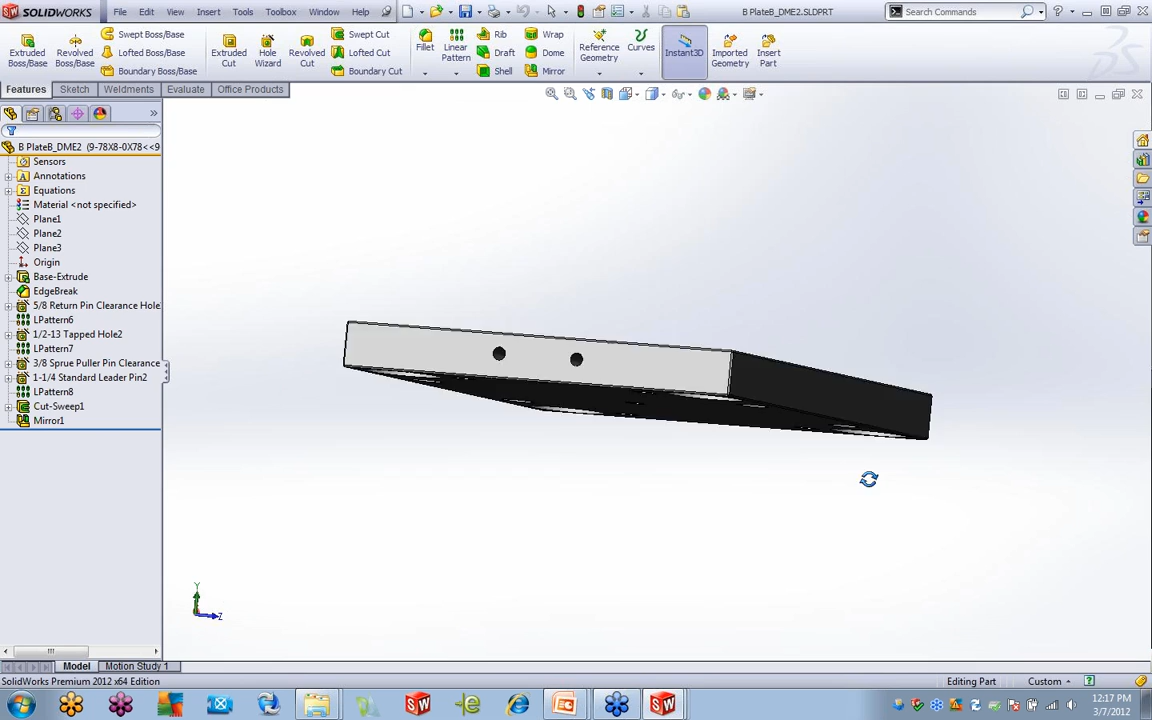 SOLIDWORKS File Edit View Insert Tools Toolbox Window Help B PlateB_DME2.SLDPRT Search Commands
Extruded Boss/Base
Revolved Boss/Base
Swept Boss/Base
Lofted Boss/Base
Boundary Boss/Base
Extruded Cut
Hole Wizard
Revolved Cut
Swept Cut
Lofted Cut
Boundary Cut
Fillet
Linear Pattern
Rib
Draft
Shell
Wrap
Dome
Mirror
Reference Geometry
Curves
Instant3D
Imported Geometry
Insert Part
Features Sketch Weldments Evaluate Office Products
B PlateB_DME2 (9-78X8-0X78<<9
Sensors
Annotations
Equations
Material <not specified>
Plane1
Plane2
Plane3
Origin
Base-Extrude
EdgeBreak
5/8 Return Pin Clearance Hole
LPattern6
1/2-13 Tapped Hole2
LPattern7
3/8 Sprue Puller Pin Clearance
1-1/4 Standard Leader Pin2
LPattern8
Cut-Sweep1
Mirror1
Y
Z
Model Motion Study 1
SolidWorks Premium 2012 x64 Edition Editing Part Custom
12:17 PM
3/7/2012